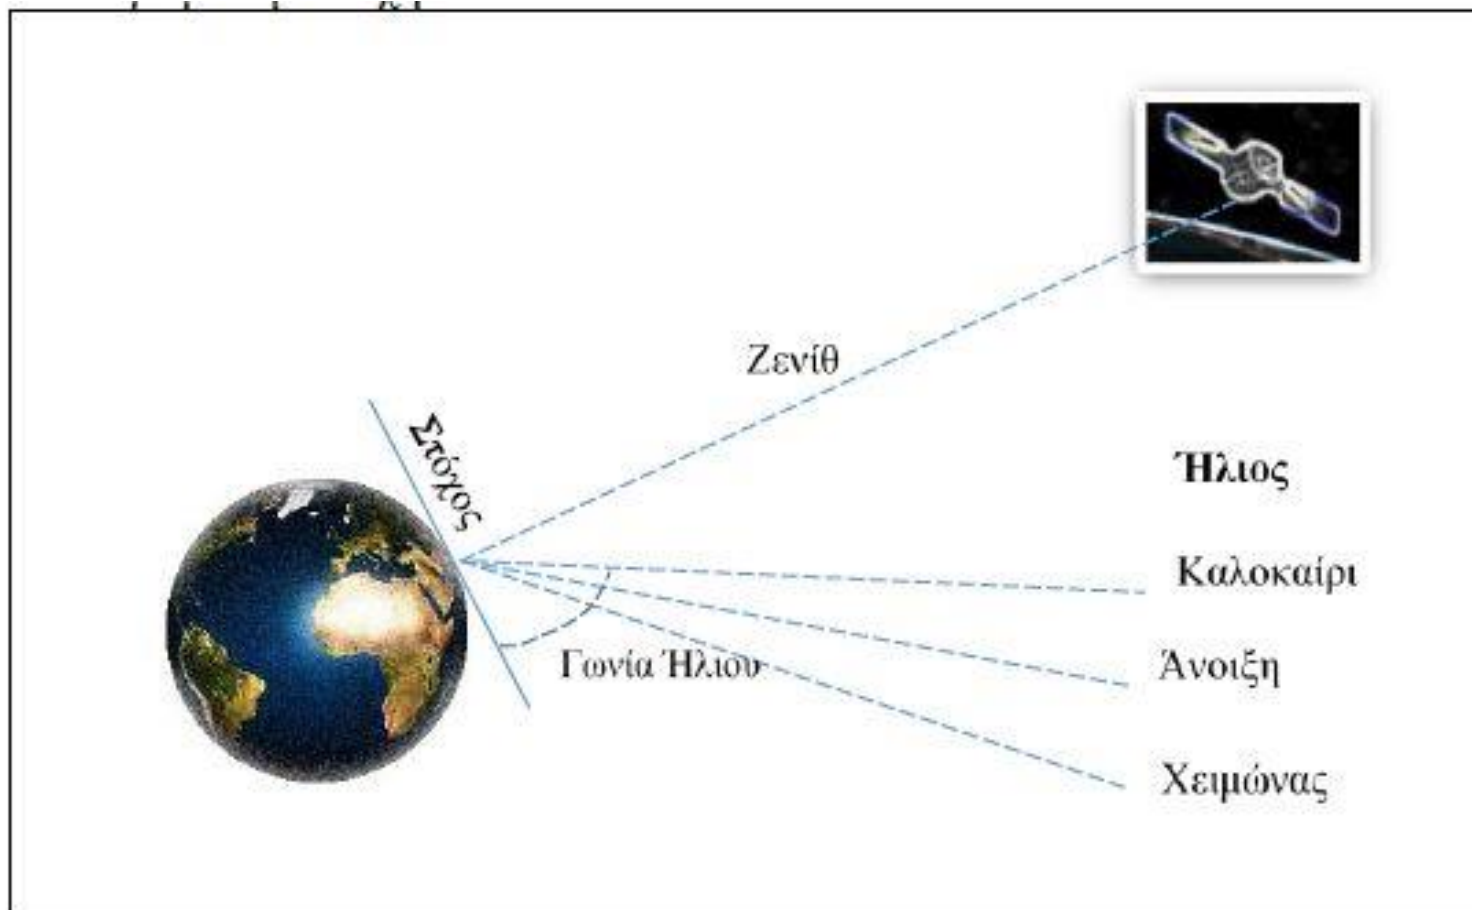 Ζενίθ
Στόχος
Ήλιος
Καλοκαίρι
Γωνία Ήλιου
Άνοιξη
Χειμώνας